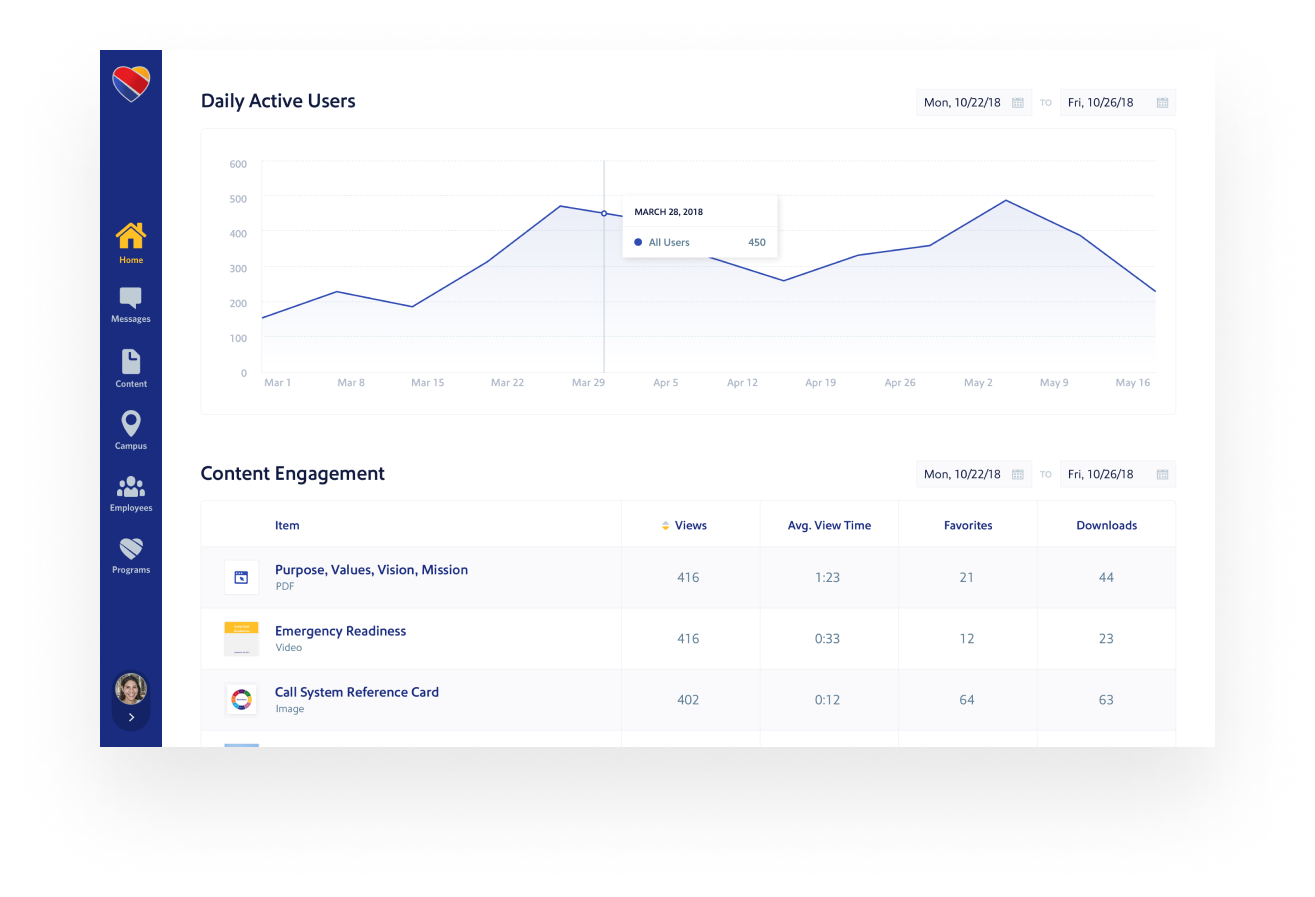 Daily Active Users
Mon, 10/22/18 TO Fri, 10/26/18
600
500
400
300
200
100
0
MARCH 28, 2018
All Users 450
Mar 1 Mar 8 Mar 15 Mar 22 Mar 29 Apr 5 Apr 12 Apr 19 Apr 26 May 2 May 9 May 16
Home
Messages
Content
Campus
Employees
Programs
Content Engagement
Mon, 10/22/18 TO Fri, 10/26/18
Item Views Avg. View Time Favorites Downloads
Purpose, Values, Vision, Mission
PDF
416 1:23 21 44
Emergency Readiness
Video
416 0:33 12 23
Call System Reference Card
Image
402 0:12 64 63